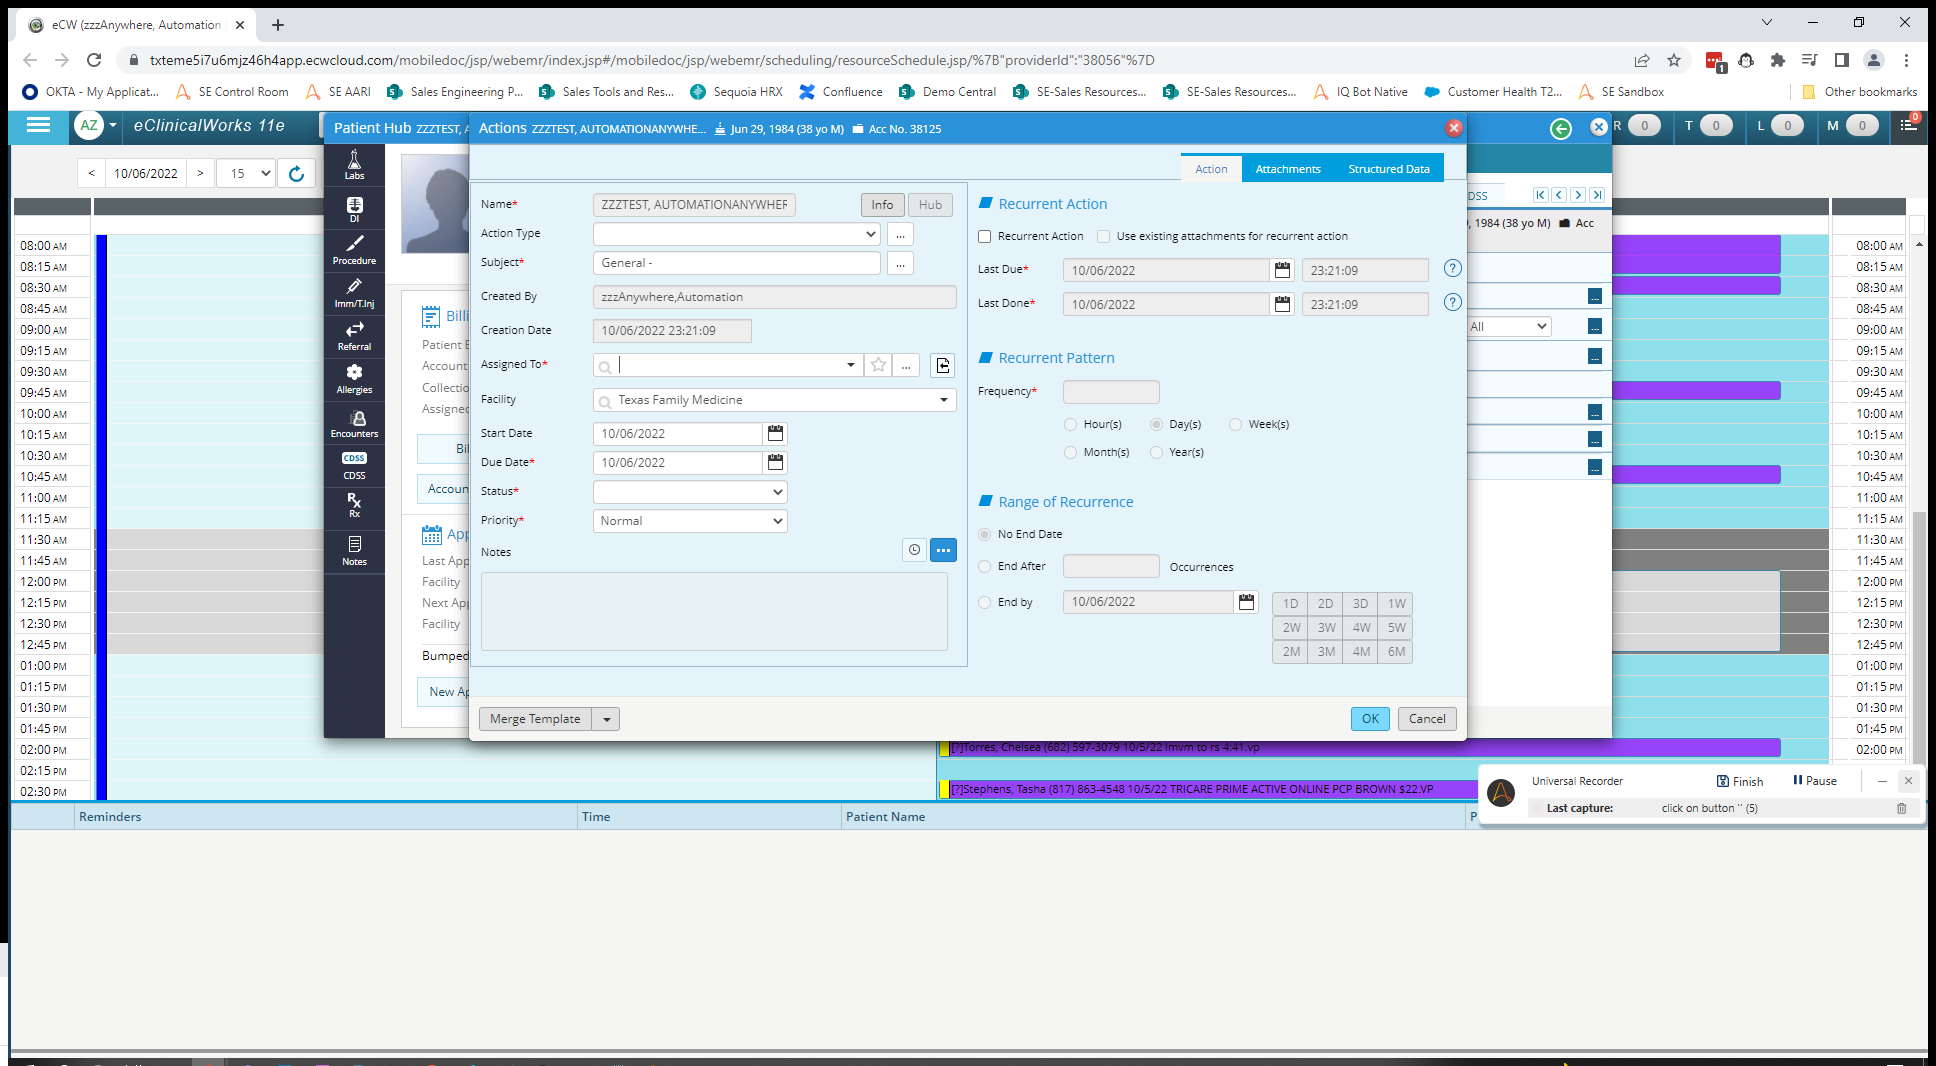 eCW (zzzAnywhere, Automation
txteme5i7u6mjz46h4app.ecwcloud.com/mobiledoc/jsp/webemr/index.jsp#/mobiledoc/jsp/webemr/scheduling/resourceSchedule.jsp/%7B"providerId":"38056"%7D
1
OKTA - My Applicat... SE Control Room SE AARI Sales Engineering P... Sales Tools and Res... Sequoia HRX Confluence Demo Central SE-Sales Resources... SE-Sales Resources... IQ Bot Native Customer Health T2... SE Sandbox Other bookmarks
AZ eClinicalWorks 11e
R 0 T 0 L 0 M 0 0
< 10/06/2022 > 15
Patient Hub ZZZTEST, A
Actions ZZZTEST, AUTOMATIONANYWHE... Jun 29, 1984 (38 yo M) Acc No. 38125
Action Attachments Structured Data
Labs
DI
Procedure
Imm/T.Inj
Referral
Allergies
Encounters
CDSS
CDSS
Rx
Rx
Notes
Billi
Patient B
Account
Collectio
Assigned
Bil
Accoun
App
Last App
Facility
Next App
Facility
Bumped
New Ap
Name* ZZZTEST, AUTOMATIONANYWHER Info Hub
Action Type ...
Subject* General - ...
Created By zzzAnywhere,Automation
Creation Date 10/06/2022 23:21:09
Assigned To* ...
Facility Texas Family Medicine
Start Date 10/06/2022
Due Date* 10/06/2022
Status*
Priority* Normal
Notes ...
Recurrent Action
Recurrent Action Use existing attachments for recurrent action
Last Due* 10/06/2022 23:21:09 ?
Last Done* 10/06/2022 23:21:09 ?
Recurrent Pattern
Frequency*
Hour(s) Day(s) Week(s)
Month(s) Year(s)
Range of Recurrence
No End Date
End After Occurrences
End by 10/06/2022
1D 2D 3D 1W
2W 3W 4W 5W
2M 3M 4M 6M
Merge Template OK Cancel
DSS
, 1984 (38 yo M) Acc
...
All ...
...
...
...
...
08:00 AM 08:00 AM
08:15 AM 08:15 AM
08:30 AM 08:30 AM
08:45 AM 08:45 AM
09:00 AM 09:00 AM
09:15 AM 09:15 AM
09:30 AM 09:30 AM
09:45 AM 09:45 AM
10:00 AM 10:00 AM
10:15 AM 10:15 AM
10:30 AM 10:30 AM
10:45 AM 10:45 AM
11:00 AM 11:00 AM
11:15 AM 11:15 AM
11:30 AM 11:30 AM
11:45 AM 11:45 AM
12:00 PM 12:00 PM
12:15 PM 12:15 PM
12:30 PM 12:30 PM
12:45 PM 12:45 PM
01:00 PM 01:00 PM
01:15 PM 01:15 PM
01:30 PM 01:30 PM
01:45 PM 01:45 PM
02:00 PM [?]Torres, Chelsea (682) 597-3079 10/5/22 lmvm to rs 4:41.vp 02:00 PM
02:15 PM
02:30 PM [?]Stephens, Tasha (817) 863-4548 10/5/22 TRICARE PRIME ACTIVE ONLINE PCP BROWN $22.VP
Universal Recorder Finish Pause
Last capture: click on button '' (5)
Reminders Time Patient Name P